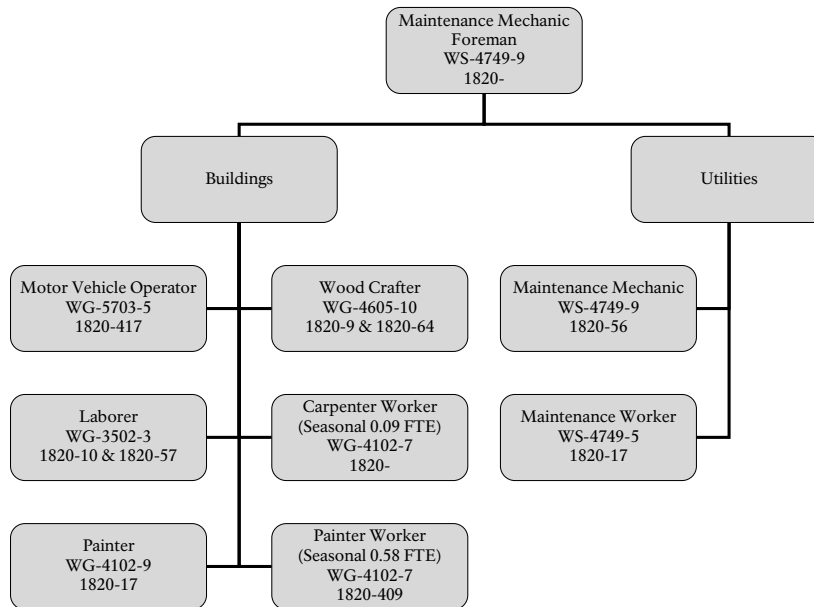 Maintenance Mechanic
Foreman
WS-4749-9
1820-
Buildings
Utilities
Motor Vehicle Operator
WG-5703-5
1820-417
Wood Crafter
WG-4605-10
1820-9 & 1820-64
Maintenance Mechanic
WS-4749-9
1820-56
Laborer
WG-3502-3
1820-10 & 1820-57
Carpenter Worker
(Seasonal 0.09 FTE)
WG-4102-7
1820-
Maintenance Worker
WS-4749-5
1820-17
Painter
WG-4102-9
1820-17
Painter Worker
(Seasonal 0.58 FTE)
WG-4102-7
1820-409